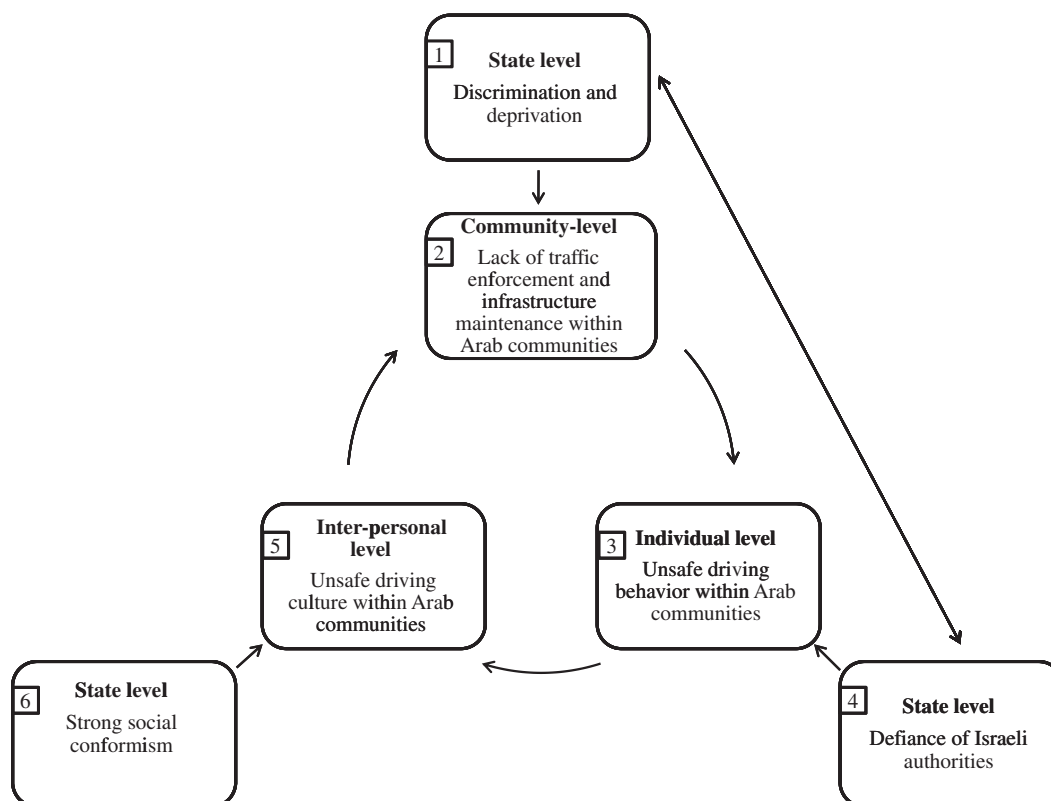 1
State level
Discrimination and
deprivation
Community-level
2
Lack of traffic
enforcement and
infrastructure
maintenance within
Arab communities
Inter-personal
level
5
Unsafe driving
culture within Arab
communities
Individual level
3
Unsafe driving
behavior within Arab
communities
State level
6
Strong social
conformism
State level
4
Defiance of Israeli
authorities